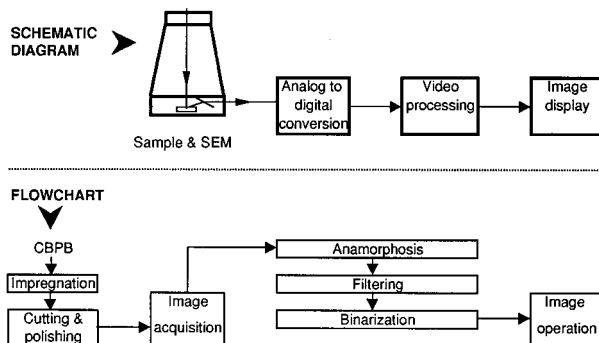 SCHEMATIC
DIAGRAM
Sample & SEM
Analog to
digital
conversion
Video
processing
Image
display
FLOWCHART
CBPB
Impregnation
Cutting &
polishing
Image
acquisition
Anamorphosis
Filtering
Binarization
Image
operation